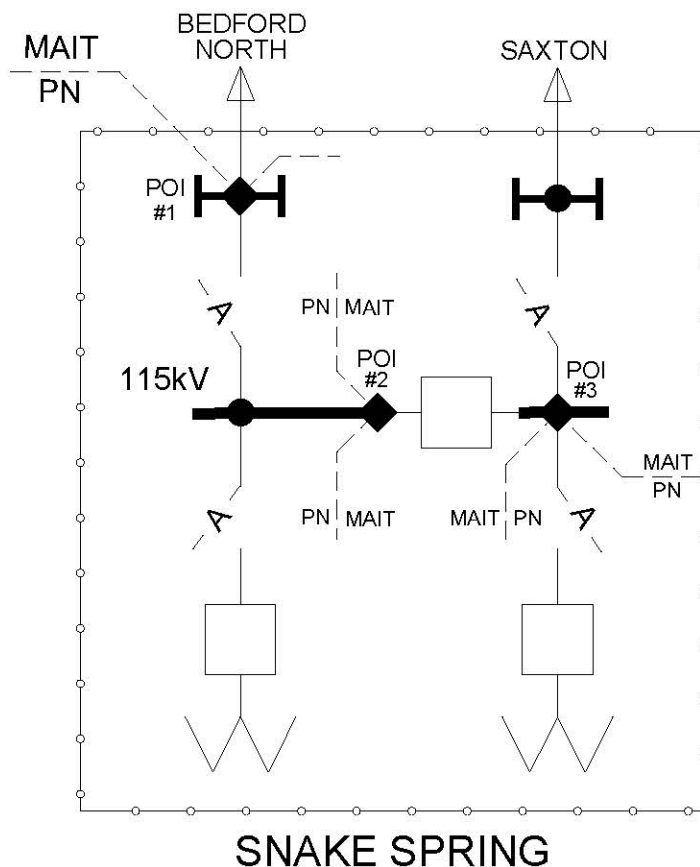 BEDFORD
NORTH
SAXTON
MAIT
PN
POI
#1
A
A
PN MAIT
115kV
POI
#2
POI
#3
MAIT
PN
A
PN MAIT
MAIT PN
A
SNAKE SPRING